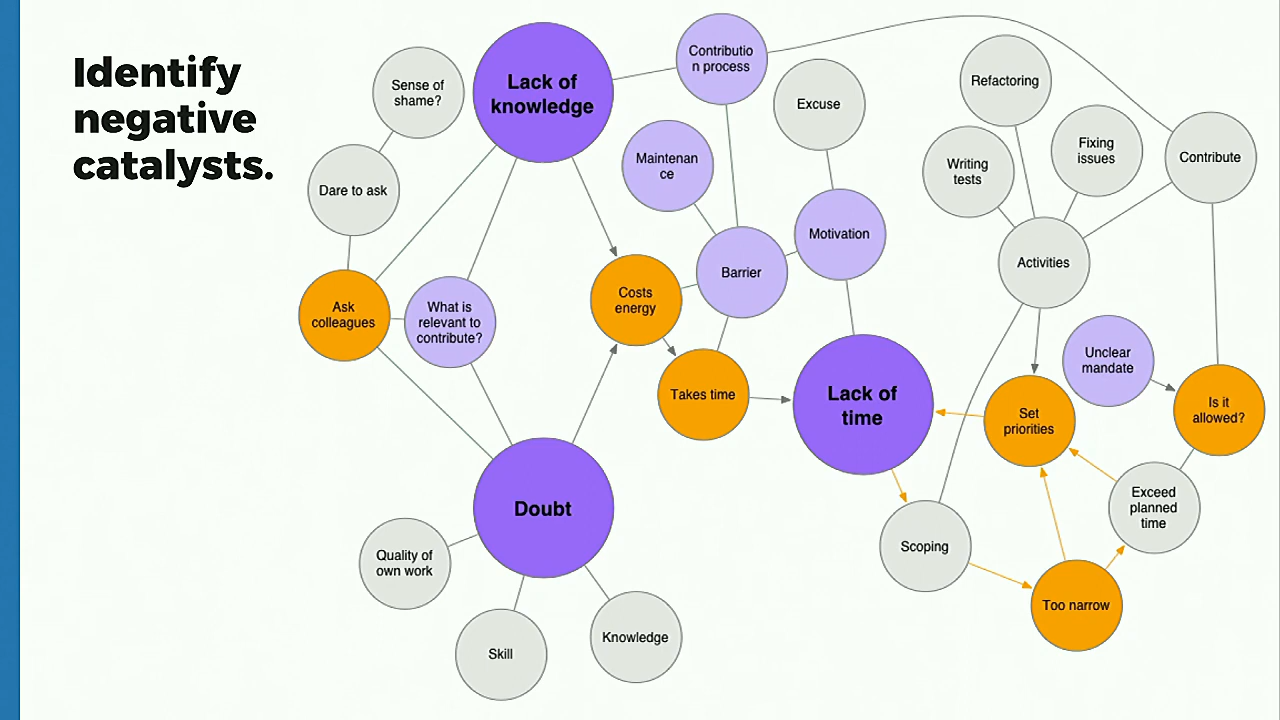 Identify
negative
catalysts.
Sense of
shame?
Lack of
knowledge
Contributio
n process
Excuse
Refactoring
Writing
tests
Fixing
issues
Contribute
Maintenan
ce
Dare to ask
Motivation
Barrier
Activities
Ask
colleagues
What is
relevant to
contribute?
Costs
energy
Takes time
Lack of
time
Set
priorities
Unclear
mandate
Is it
allowed?
Doubt
Exceed
planned
time
Scoping
Quality of
own work
Too narrow
Skill
Knowledge